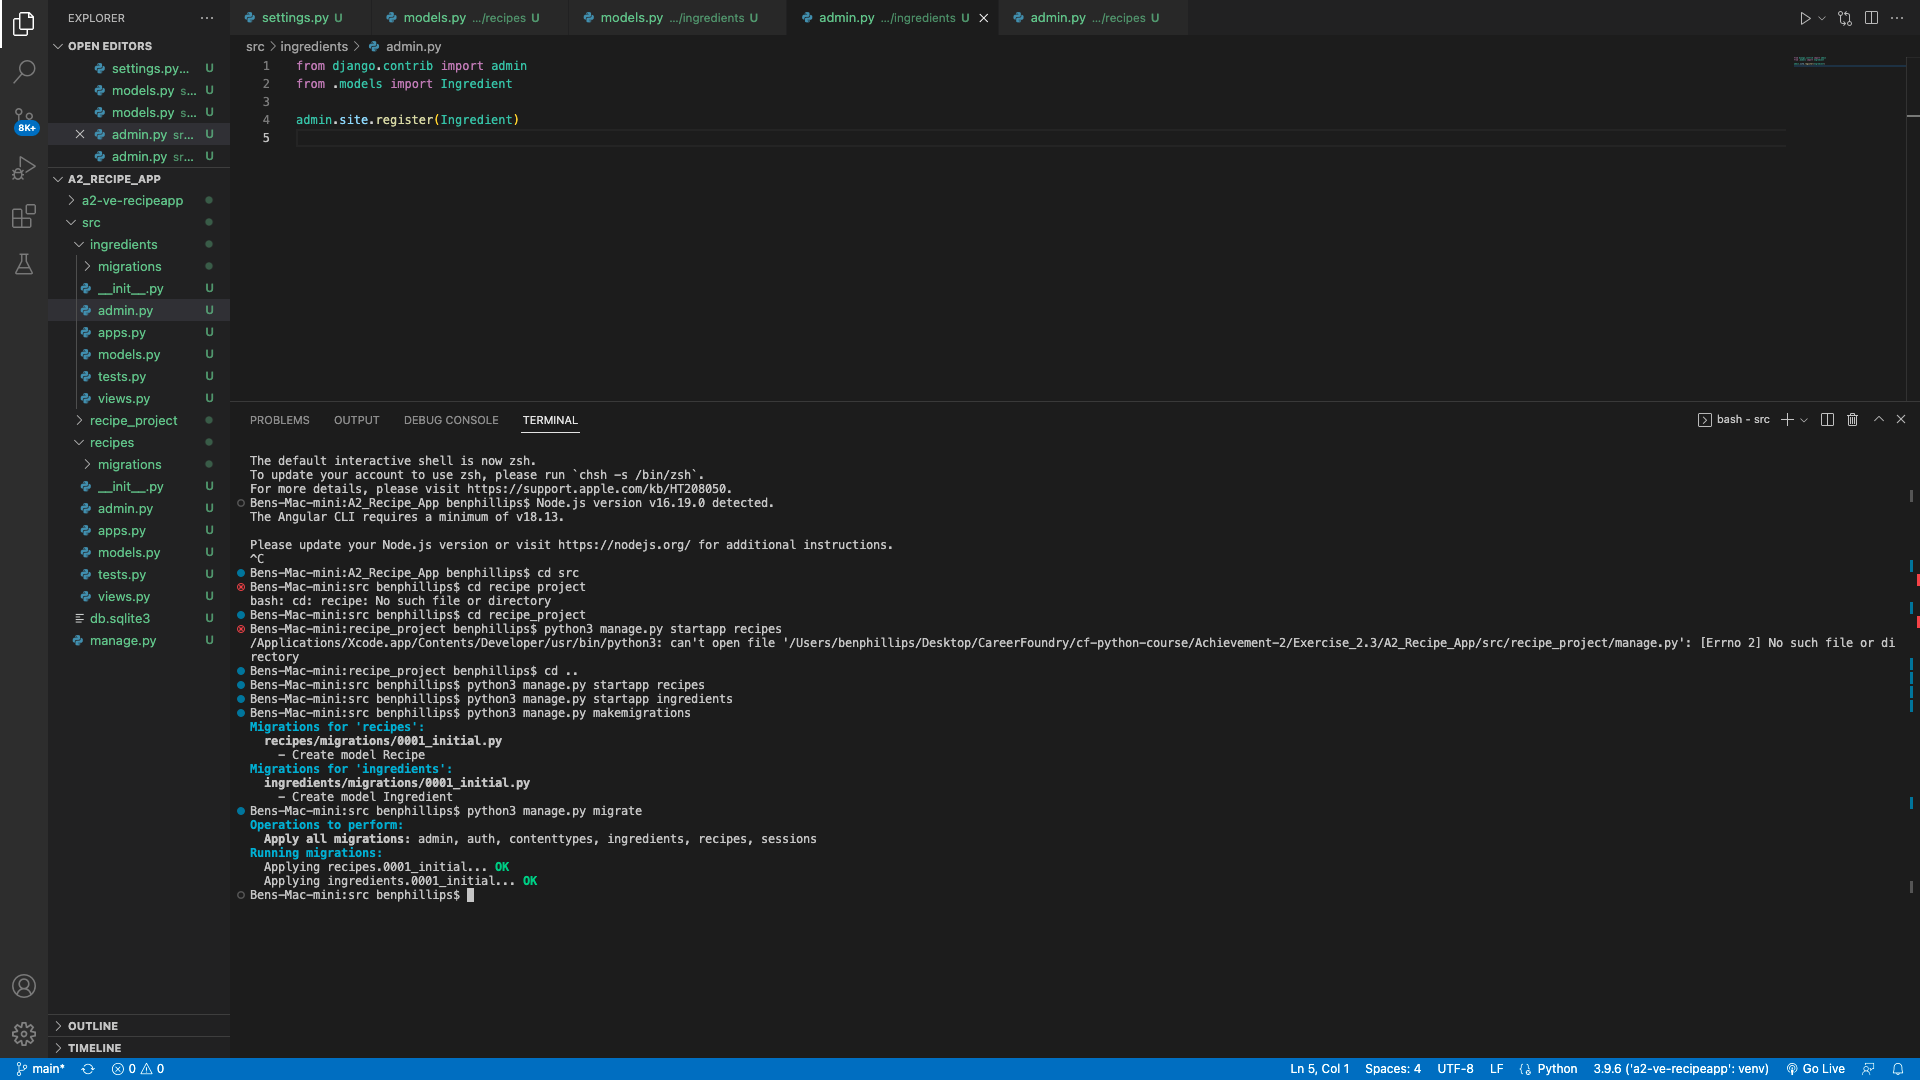 EXPLORER
OPEN EDITORS
settings.py... U
models.py s... U
models.py s... U
admin.py sr... U
admin.py sr... U
A2_RECIPE_APP
a2-ve-recipeapp
src
ingredients
migrations
__init__.py U
admin.py U
apps.py U
models.py U
tests.py U
views.py U
recipe_project
recipes
migrations
__init__.py U
admin.py U
apps.py U
models.py U
tests.py U
views.py U
db.sqlite3 U
manage.py U
OUTLINE
TIMELINE
8K+
settings.py U
models.py .../recipes U
models.py .../ingredients U
admin.py .../ingredients U
admin.py .../recipes U
src > ingredients > admin.py
1 from django.contrib import admin
2 from .models import Ingredient
3
4 admin.site.register(Ingredient)
5
PROBLEMS OUTPUT DEBUG CONSOLE TERMINAL
bash - src
The default interactive shell is now zsh.
To update your account to use zsh, please run `chsh -s /bin/zsh`.
For more details, please visit https://support.apple.com/kb/HT208050.
Bens-Mac-mini:A2_Recipe_App benphillips$ Node.js version v16.19.0 detected.
The Angular CLI requires a minimum of v18.13.
Please update your Node.js version or visit https://nodejs.org/ for additional instructions.
^C
Bens-Mac-mini:A2_Recipe_App benphillips$ cd src
Bens-Mac-mini:src benphillips$ cd recipe project
bash: cd: recipe: No such file or directory
Bens-Mac-mini:src benphillips$ cd recipe_project
Bens-Mac-mini:recipe_project benphillips$ python3 manage.py startapp recipes
/Applications/Xcode.app/Contents/Developer/usr/bin/python3: can't open file '/Users/benphillips/Desktop/CareerFoundry/cf-python-course/Achievement-2/Exercise_2.3/A2_Recipe_App/src/recipe_project/manage.py': [Errno 2] No such file or di
rectory
Bens-Mac-mini:recipe_project benphillips$ cd ..
Bens-Mac-mini:src benphillips$ python3 manage.py startapp recipes
Bens-Mac-mini:src benphillips$ python3 manage.py startapp ingredients
Bens-Mac-mini:src benphillips$ python3 manage.py makemigrations
Migrations for 'recipes':
recipes/migrations/0001_initial.py
- Create model Recipe
Migrations for 'ingredients':
ingredients/migrations/0001_initial.py
- Create model Ingredient
Bens-Mac-mini:src benphillips$ python3 manage.py migrate
Operations to perform:
Apply all migrations: admin, auth, contenttypes, ingredients, recipes, sessions
Running migrations:
Applying recipes.0001_initial... OK
Applying ingredients.0001_initial... OK
Bens-Mac-mini:src benphillips$
main* 0 0 Ln 5, Col 1 Spaces: 4 UTF-8 LF Python 3.9.6 ('a2-ve-recipeapp': venv) Go Live